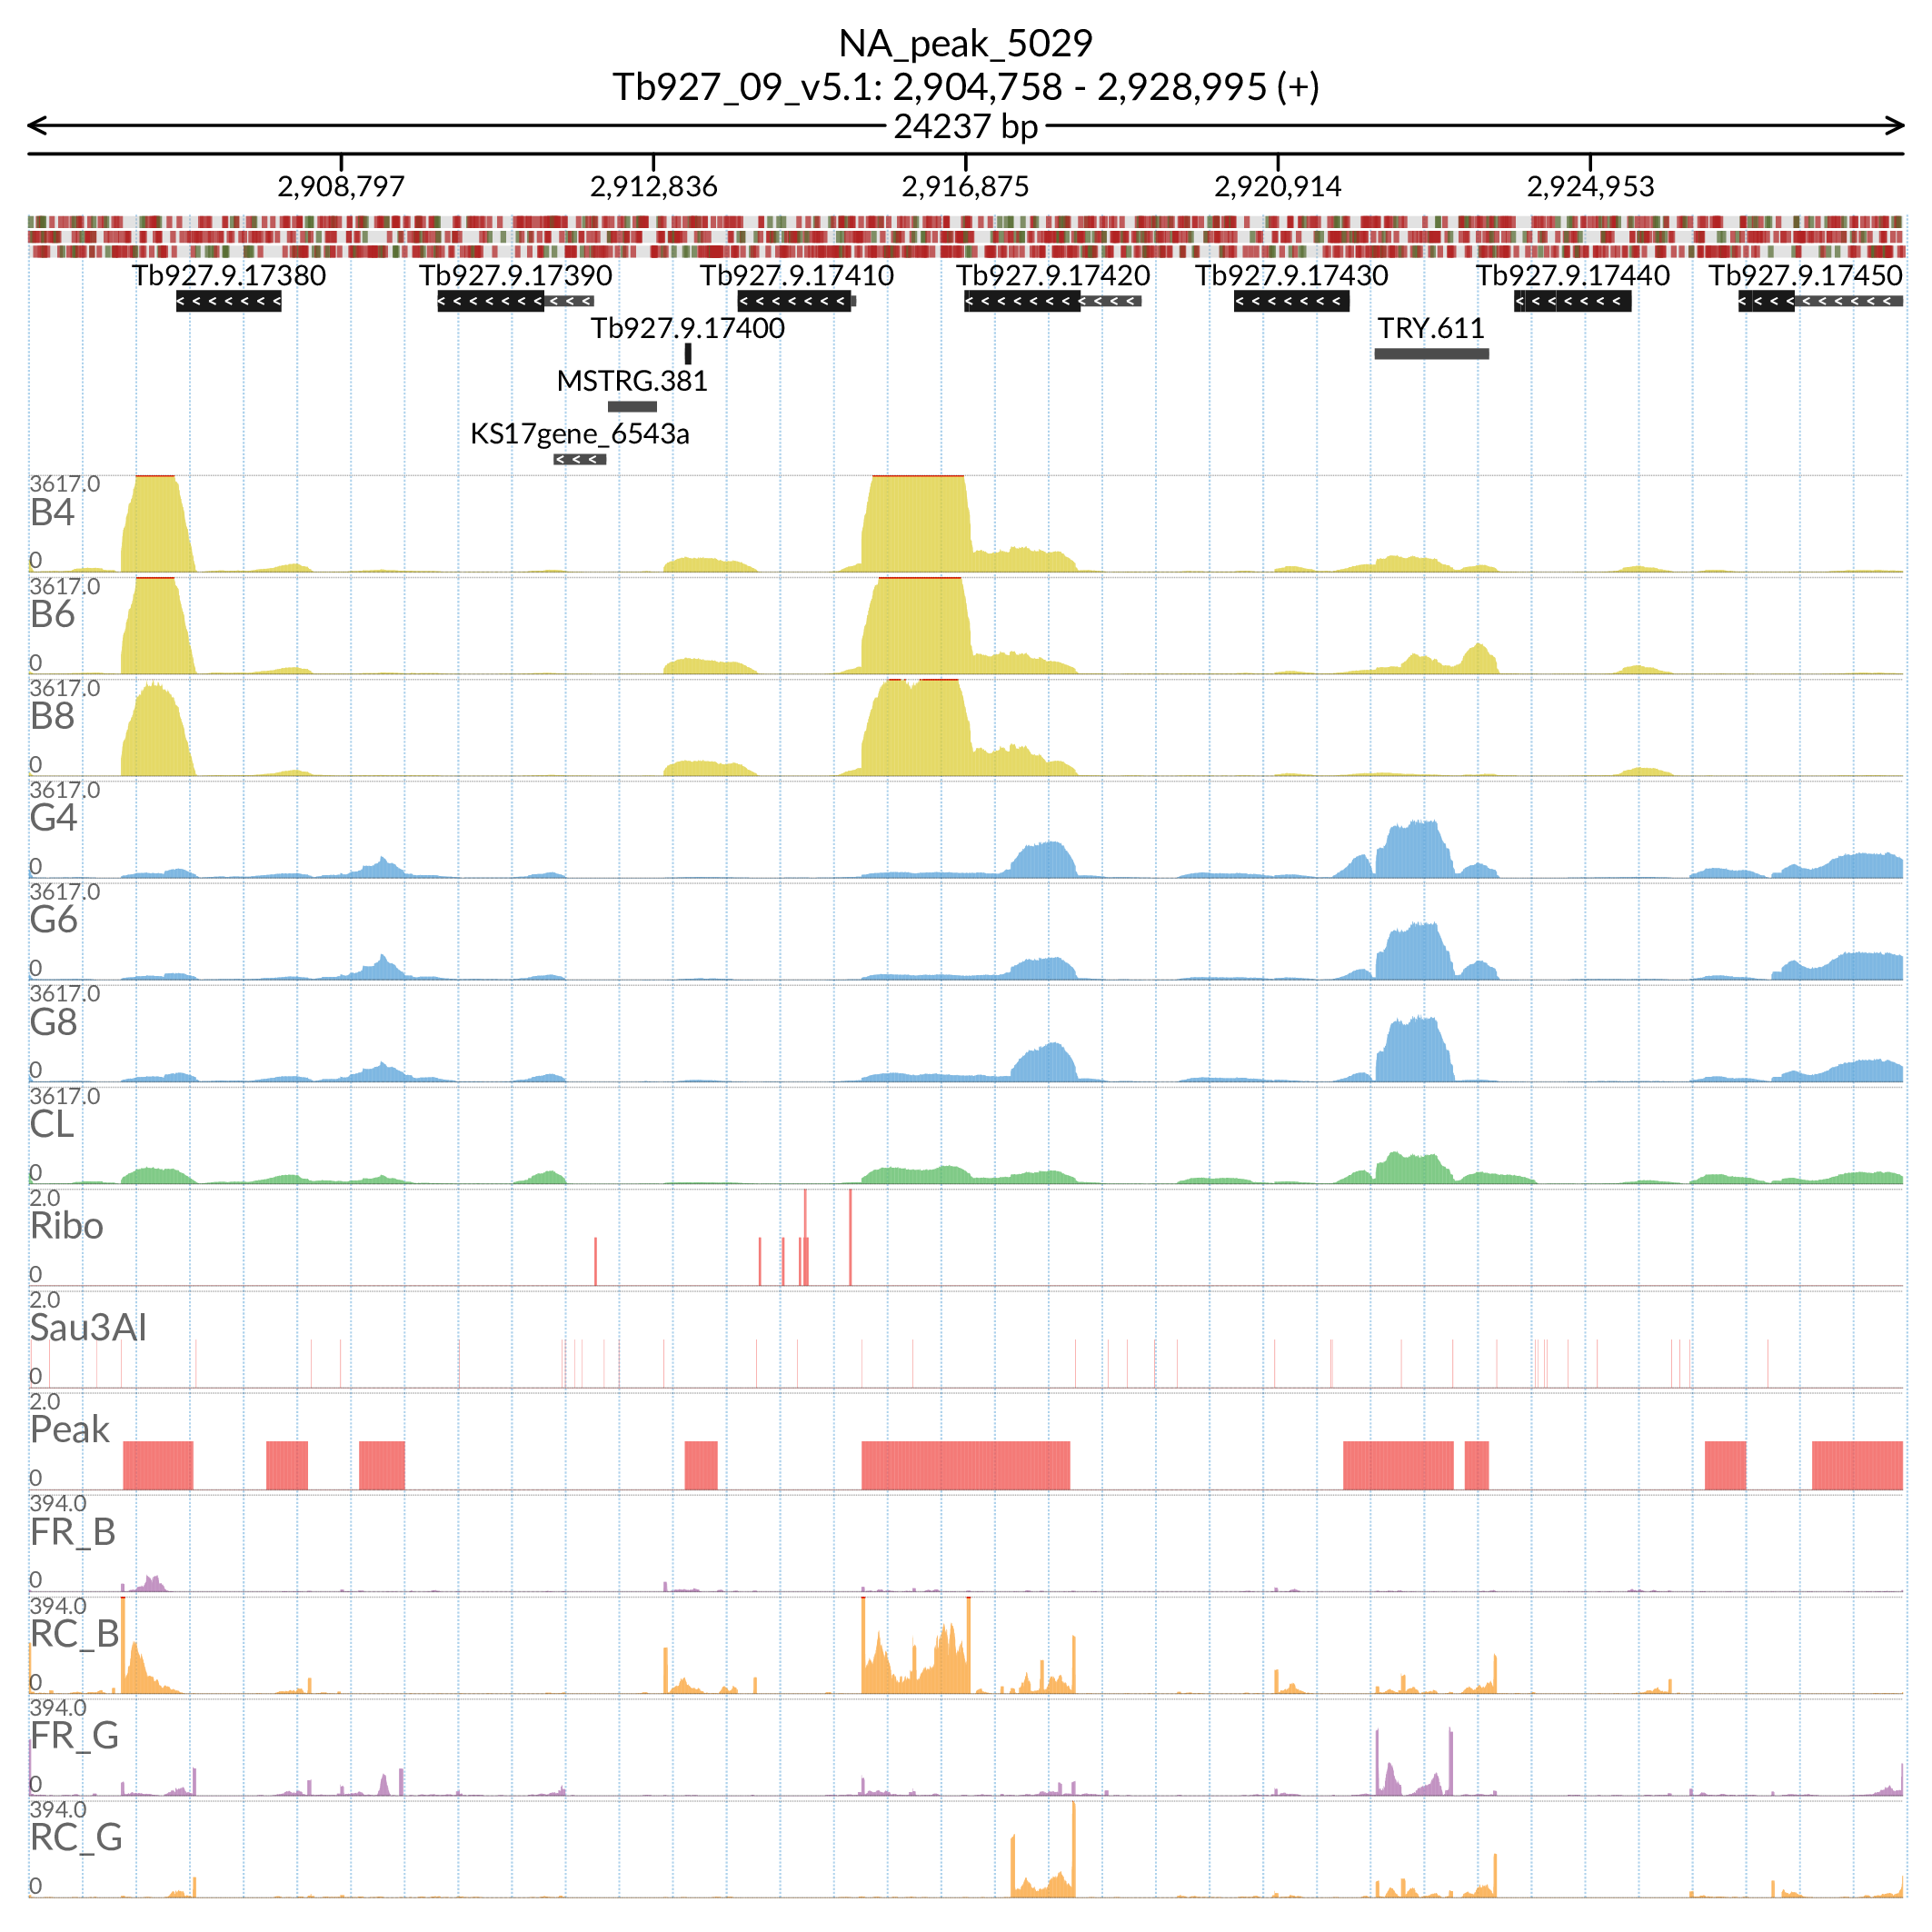 NA_peak_5029
Tb927_09_v5.1: 2,904,758 - 2,928,995 (+)
24237 bp
2,908,797 2,912,836 2,916,875 2,920,914 2,924,953
Tb927.9.17380 Tb927.9.17390 Tb927.9.17410 Tb927.9.17420 Tb927.9.17430 Tb927.9.17440 Tb927.9.17450
Tb927.9.17400 TRY.611
MSTRG.381
KS17gene_6543a
3617.0
B4
0
3617.0
B6
0
3617.0
B8
0
3617.0
G4
0
3617.0
G6
0
3617.0
G8
0
3617.0
CL
0
2.0
Ribo
0
2.0
Sau3AI
0
2.0
Peak
0
394.0
FR_B
0
394.0
RC_B
0
394.0
FR_G
0
394.0
RC_G
0